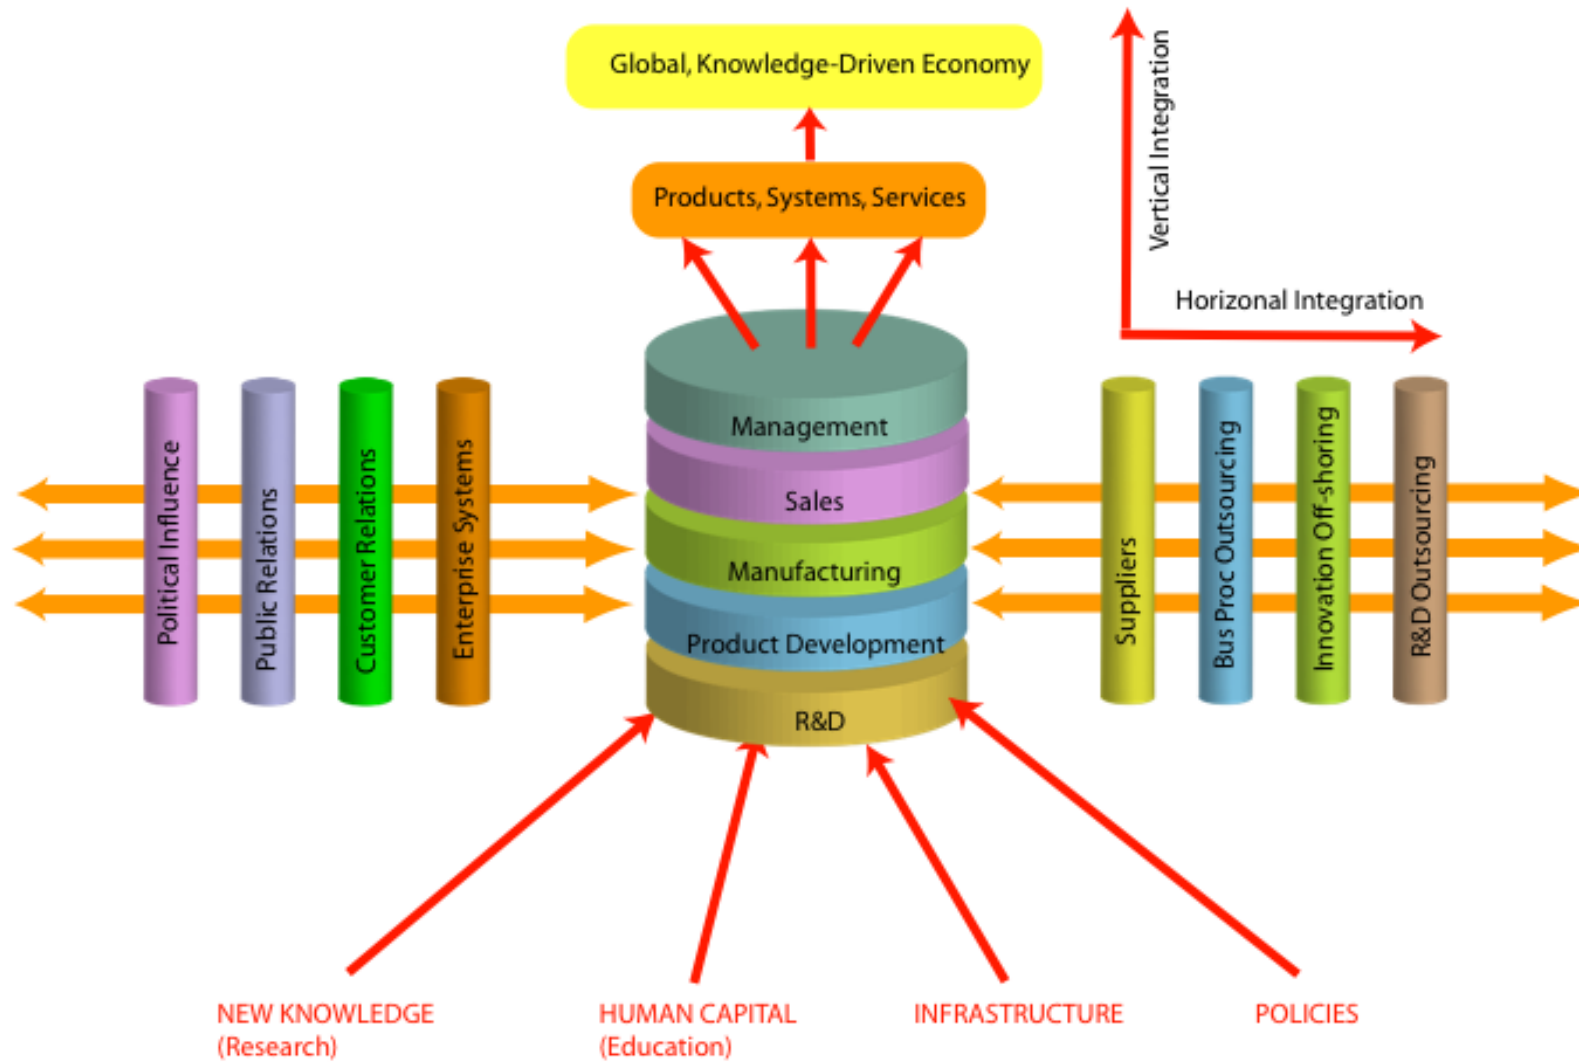 Global, Knowledge-Driven Economy
Products, Systems, Services
Vertical Integration
Horizonal Integration
Political Influence
Public Relations
Customer Relations
Enterprise Systems
Management
Sales
Manufacturing
Product Development
R&D
Suppliers
Bus Proc Outsourcing
Innovation Off-shoring
R&D Outsourcing
NEW KNOWLEDGE
(Research)
HUMAN CAPITAL
(Education)
INFRASTRUCTURE
POLICIES